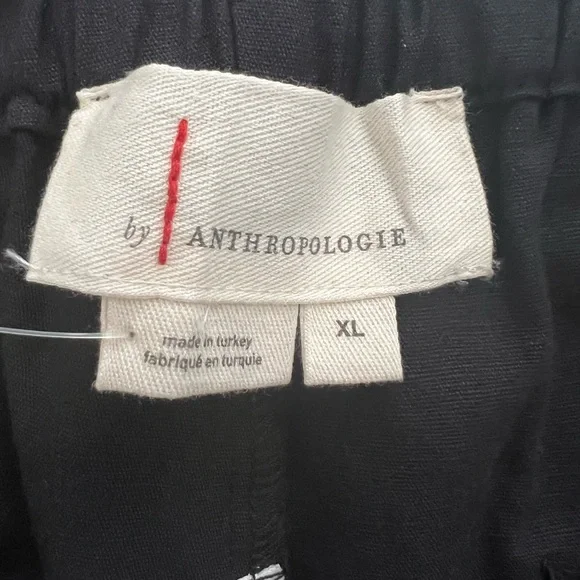 by ANTHROPOLOGIE
made in turkey
fabriqué en turquie
XL